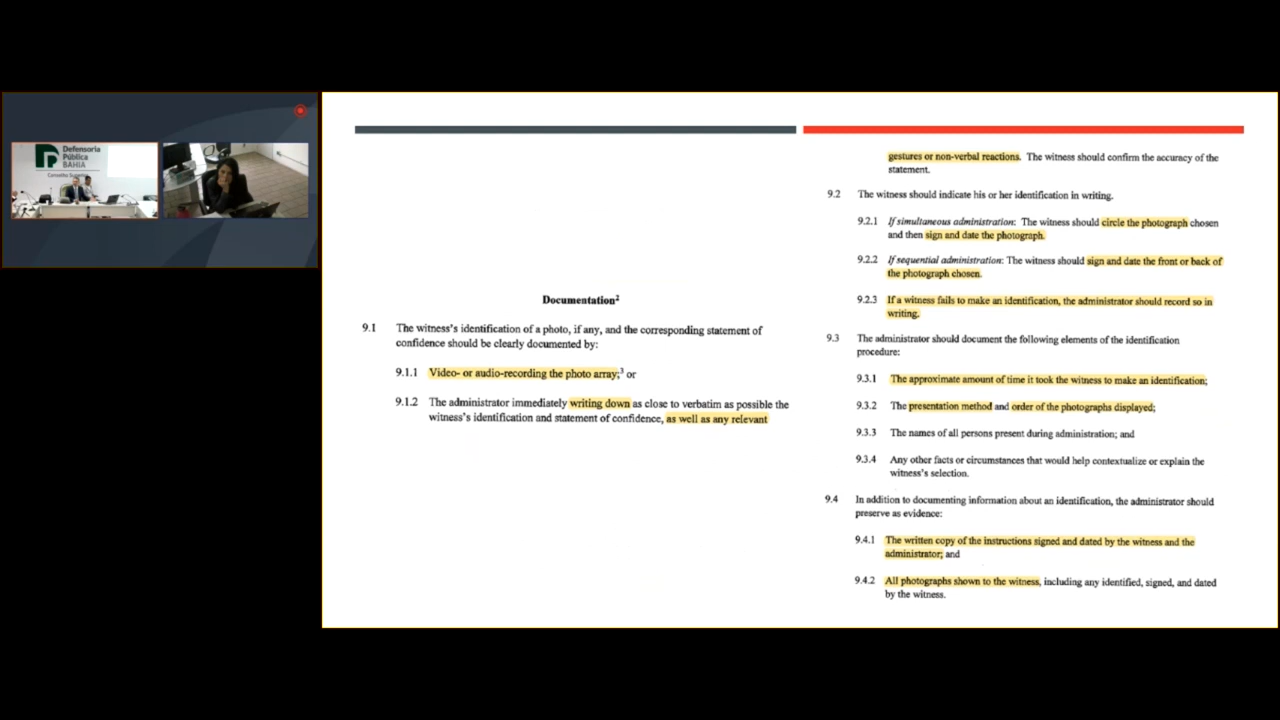 Defensoria
Pública
BAHIA
Conselho Superior
Documentation²
9.1 The witness's identification of a photo, if any, and the corresponding statement of
confidence should be clearly documented by:
9.1.1 Video- or audio-recording the photo array;³ or
9.1.2 The administrator immediately writing down as close to verbatim as possible the
witness's identification and statement of confidence, as well as any relevant
gestures or non-verbal reactions. The witness should confirm the accuracy of the
statement.
9.2 The witness should indicate his or her identification in writing.
9.2.1 If simultaneous administration: The witness should circle the photograph chosen
and then sign and date the photograph.
9.2.2 If sequential administration: The witness should sign and date the front or back of
the photograph chosen.
9.2.3 If a witness fails to make an identification, the administrator should record so in
writing.
9.3 The administrator should document the following elements of the identification
procedure:
9.3.1 The approximate amount of time it took the witness to make an identification;
9.3.2 The presentation method and order of the photographs displayed;
9.3.3 The names of all persons present during administration; and
9.3.4 Any other facts or circumstances that would help contextualize or explain the
witness's selection.
9.4 In addition to documenting information about an identification, the administrator should
preserve as evidence:
9.4.1 The written copy of the instructions signed and dated by the witness and the
administrator; and
9.4.2 All photographs shown to the witness, including any identified, signed, and dated
by the witness.